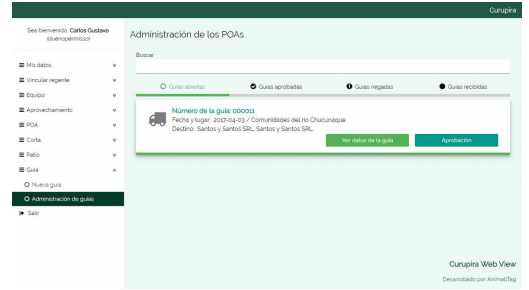 Curupira
Sea bienvenido, Carlos Gustavo
(duenopermisos)
Mis datos
Vincular regente
Equipo
Aprovechamiento
POA
Corta
Patio
Guía
Nueva guía
Administración de guías
Salir
Administración de los POAs
Buscar
Guías abiertas
Guías aprobadas
Guías negadas
Guías recibidas
Número de la guía: 000011
Fecha y lugar: 2017-04-03 / Comunidades del rio Chucunaque
Destino: Santos y Santos SRL, Santos y Santos SRL.
Ver datos de la guía
Aprobación
Curupira Web View
Desarrollado por AnimallTag